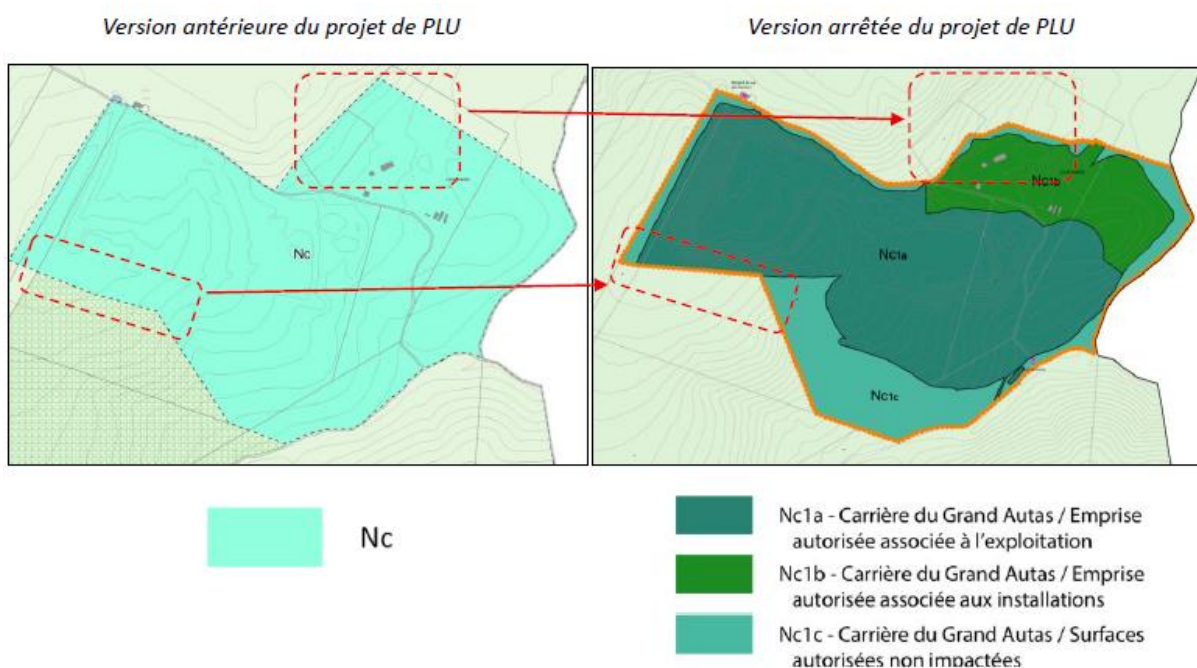 Version antérieure du projet de PLU
Version arrêtée du projet de PLU
Nc
Nc1a
Nc1b
Nc1c
Nc
Nc1a - Carrière du Grand Autas / Emprise
autorisée associée à l'exploitation
Nc1b - Carrière du Grand Autas / Emprise
autorisée associée aux installations
Nc1c - Carrière du Grand Autas / Surfaces
autorisées non impactées